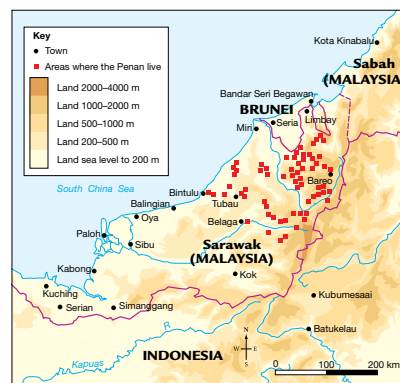 Key
Town
Areas where the Penan live
Land 2000–4000 m
Land 1000–2000 m
Land 500–1000 m
Land 200–500 m
Land sea level to 200 m
Kota Kinabalu
Sabah
(MALAYSIA)
Bandar Seri Begawan
BRUNEI
Limbay
Seria
Miri
South China Sea
Bareo
Bintulu
Tubau
Balingian
Oya
Belaga
Paloh
Sibu
Sarawak
(MALAYSIA)
Kok
Kabong
Kuching
Serian
Simanggang
Kubumesaai
Batukelau
Kapuas
R
INDONESIA
N
W
E
S
0
100
200 km